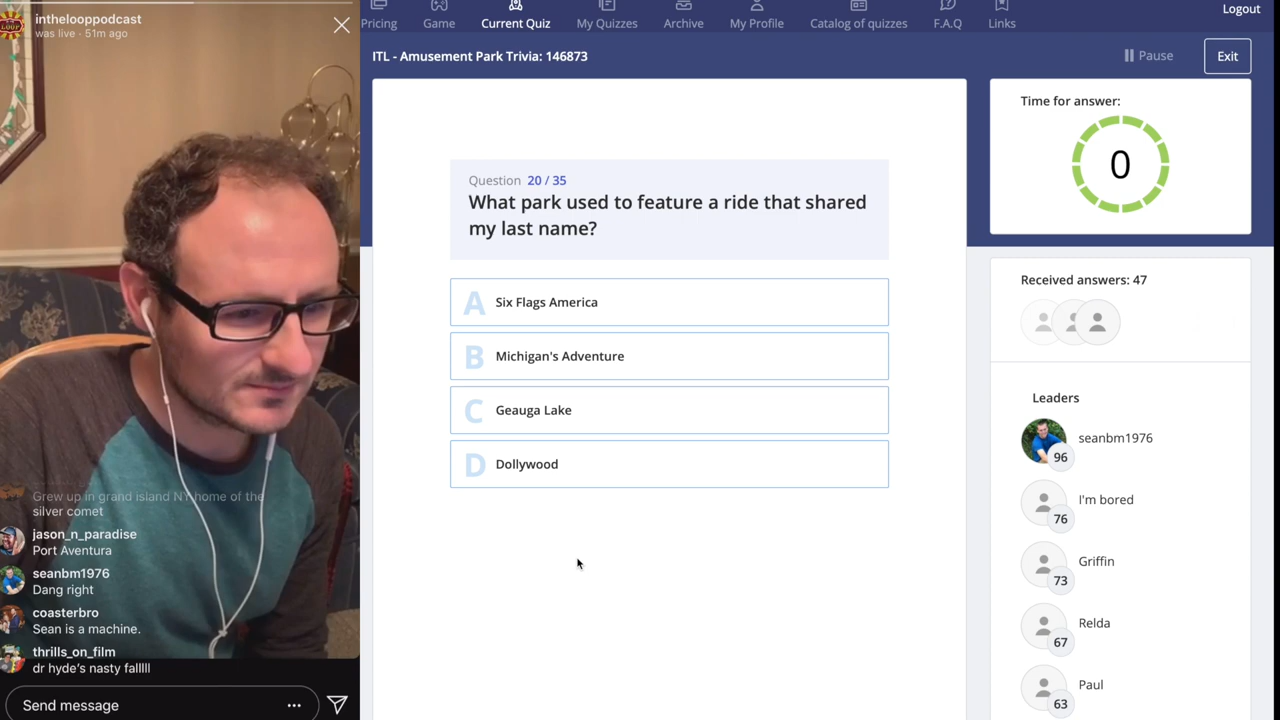 inthelooppodcast
was live · 51m ago
LOOP
Pricing
Game
Current Quiz
My Quizzes
Archive
My Profile
Catalog of quizzes
F.A.Q
Links
Logout
ITL - Amusement Park Trivia: 146873
Pause
Exit
Question 20 / 35
What park used to feature a ride that shared
my last name?
A Six Flags America
B Michigan's Adventure
C Geauga Lake
D Dollywood
Time for answer:
0
Received answers: 47
Leaders
seanbm1976
96
I'm bored
76
Griffin
73
Relda
67
Paul
63
Grew up in grand island NY home of the
silver comet
jason_n_paradise
Port Aventura
seanbm1976
Dang right
coasterbro
Sean is a machine.
thrills_on_film
dr hyde's nasty falllll
Send message